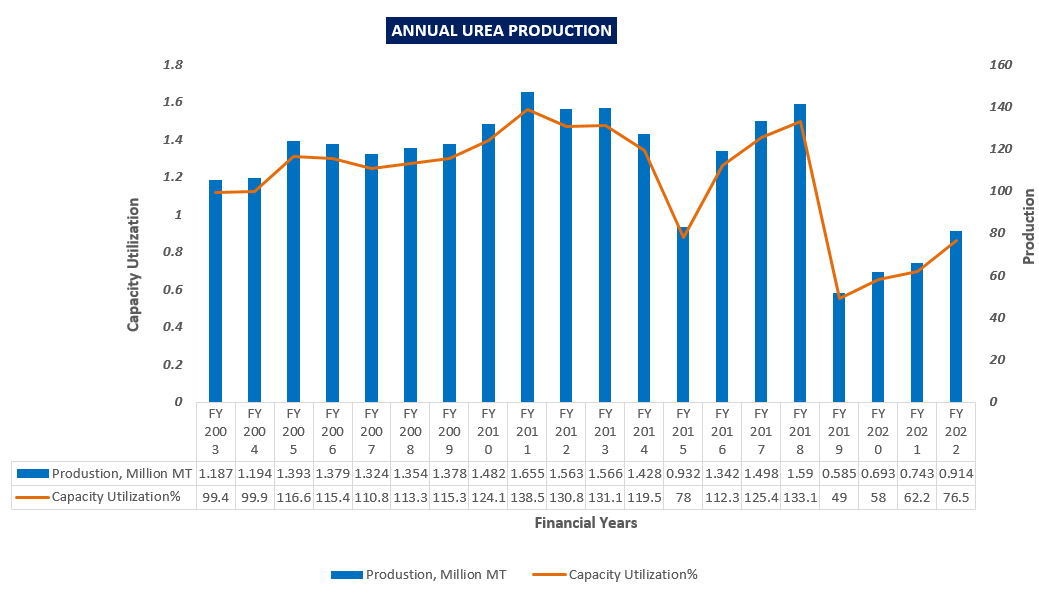 ANNUAL UREA PRODUCTION
1.8
1.6
1.4
1.2
1
0.8
0.6
0.4
0.2
0
Capacity Utilization
160
140
120
100
80
60
40
20
0
Production
FY 2003 FY 2004 FY 2005 FY 2006 FY 2007 FY 2008 FY 2009 FY 2010 FY 2011 FY 2012 FY 2013 FY 2014 FY 2015 FY 2016 FY 2017 FY 2018 FY 2019 FY 2020 FY 2021 FY 2022
Produstion, Million MT 1.187 1.194 1.393 1.379 1.324 1.354 1.378 1.482 1.655 1.563 1.566 1.428 0.932 1.342 1.498 1.59 0.585 0.693 0.743 0.914
Capacity Utilization% 99.4 99.9 116.6 115.4 110.8 113.3 115.3 124.1 138.5 130.8 131.1 119.5 78 112.3 125.4 133.1 49 58 62.2 76.5
Financial Years
Produstion, Million MT Capacity Utilization%